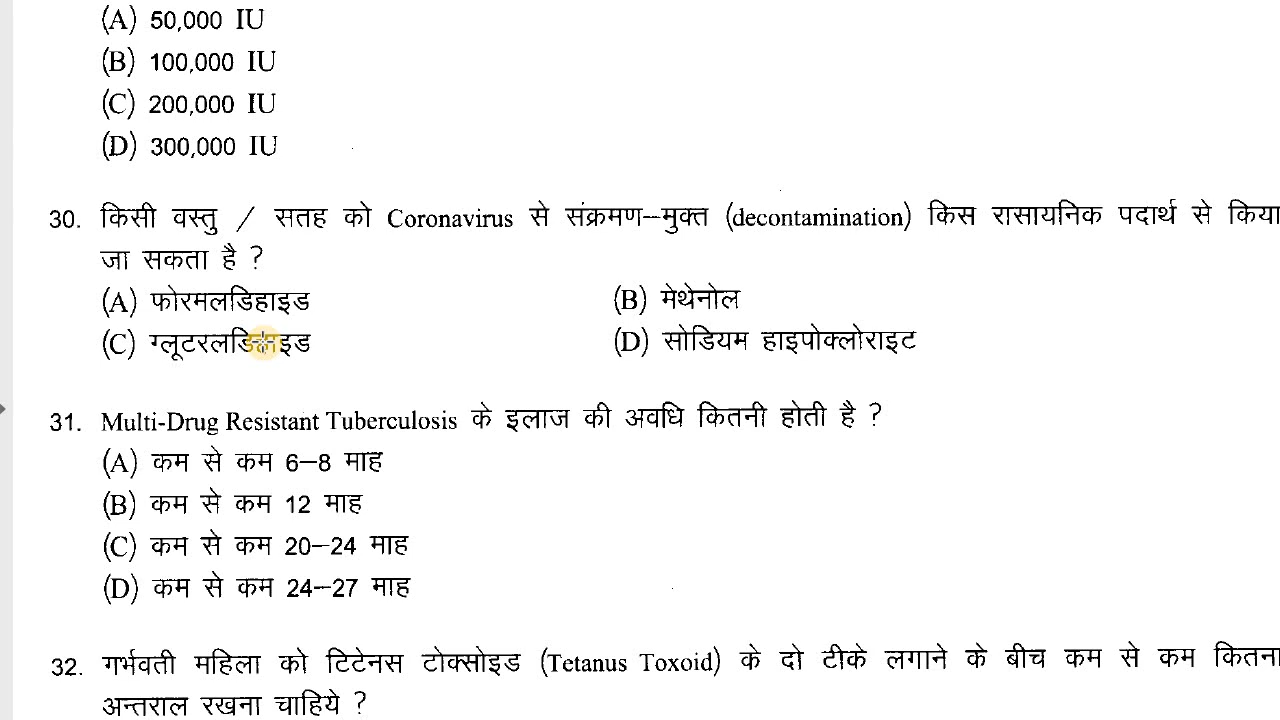 (A) 50,000 IU
(B) 100,000 IU
(C) 200,000 IU
(D) 300,000 IU
30. किसी वस्तु / सतह को Coronavirus से संक्रमण–मुक्त (decontamination) किस रासायनिक पदार्थ से किया
जा सकता है ?
(A) फोरमलडिहाइड (B) मेथेनोल
(C) ग्लूटरलडिहाइड (D) सोडियम हाइपोक्लोराइट
31. Multi-Drug Resistant Tuberculosis के इलाज की अवधि कितनी होती है ?
(A) कम से कम 6–8 माह
(B) कम से कम 12 माह
(C) कम से कम 20–24 माह
(D) कम से कम 24–27 माह
32. गर्भवती महिला को टिटेनस टोक्सोइड (Tetanus Toxoid) के दो टीके लगाने के बीच कम से कम कितना
अन्तराल रखना चाहिये ?